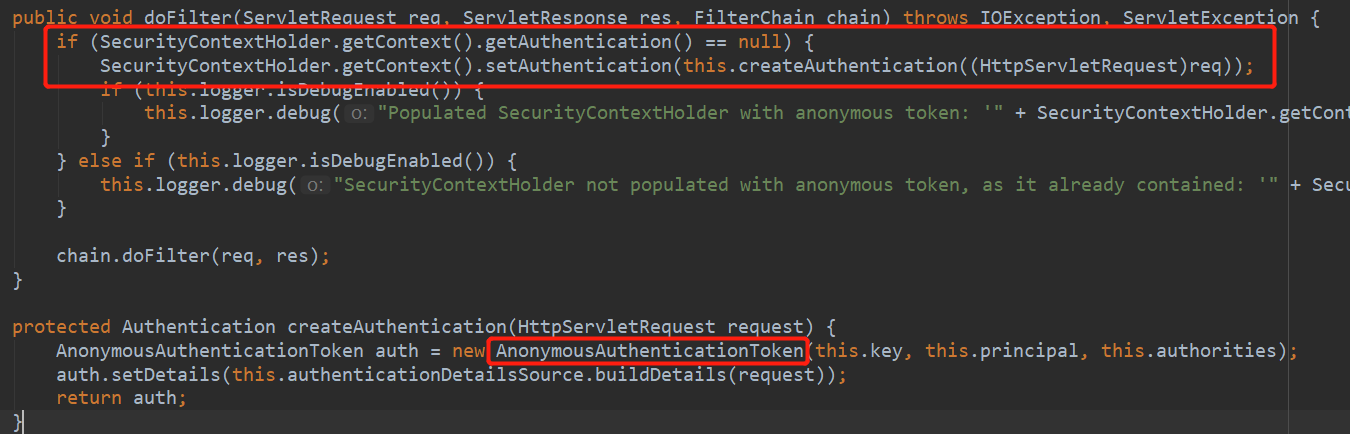 public void doFilter(ServletRequest req, ServletResponse res, FilterChain chain) throws IOException, ServletException {
if (SecurityContextHolder.getContext().getAuthentication() == null) {
SecurityContextHolder.getContext().setAuthentication(this.createAuthentication((HttpServletRequest)req));
if (this.logger.isDebugEnabled()) {
this.logger.debug( o: "Populated SecurityContextHolder with anonymous token: '" + SecurityContextHolder.getCont
}
} else if (this.logger.isDebugEnabled()) {
this.logger.debug( o: "SecurityContextHolder not populated with anonymous token, as it already contained: '" + Secu
}
chain.doFilter(req, res);
}
protected Authentication createAuthentication(HttpServletRequest request) {
AnonymousAuthenticationToken auth = new AnonymousAuthenticationToken(this.key, this.principal, this.authorities);
auth.setDetails(this.authenticationDetailsSource.buildDetails(request));
return auth;
}